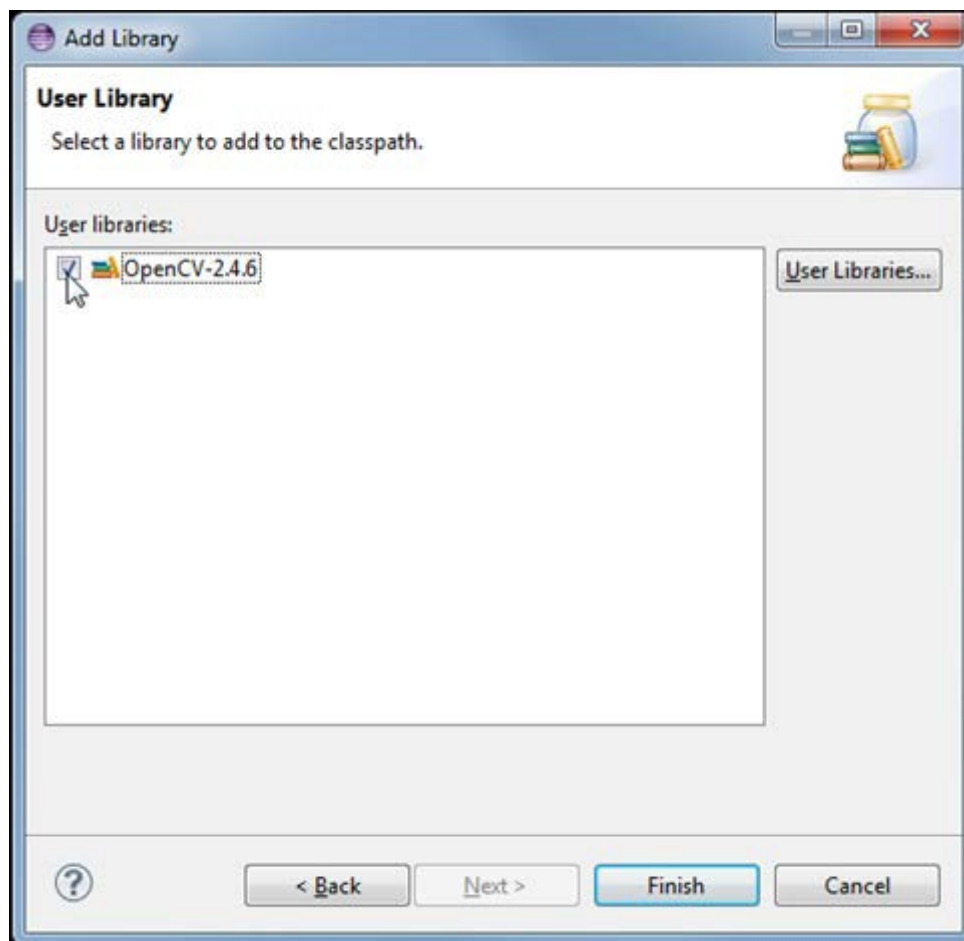 Add Library
User Library
Select a library to add to the classpath.
User libraries:
OpenCV-2.4.6
User Libraries...
?
< Back
Next >
Finish
Cancel